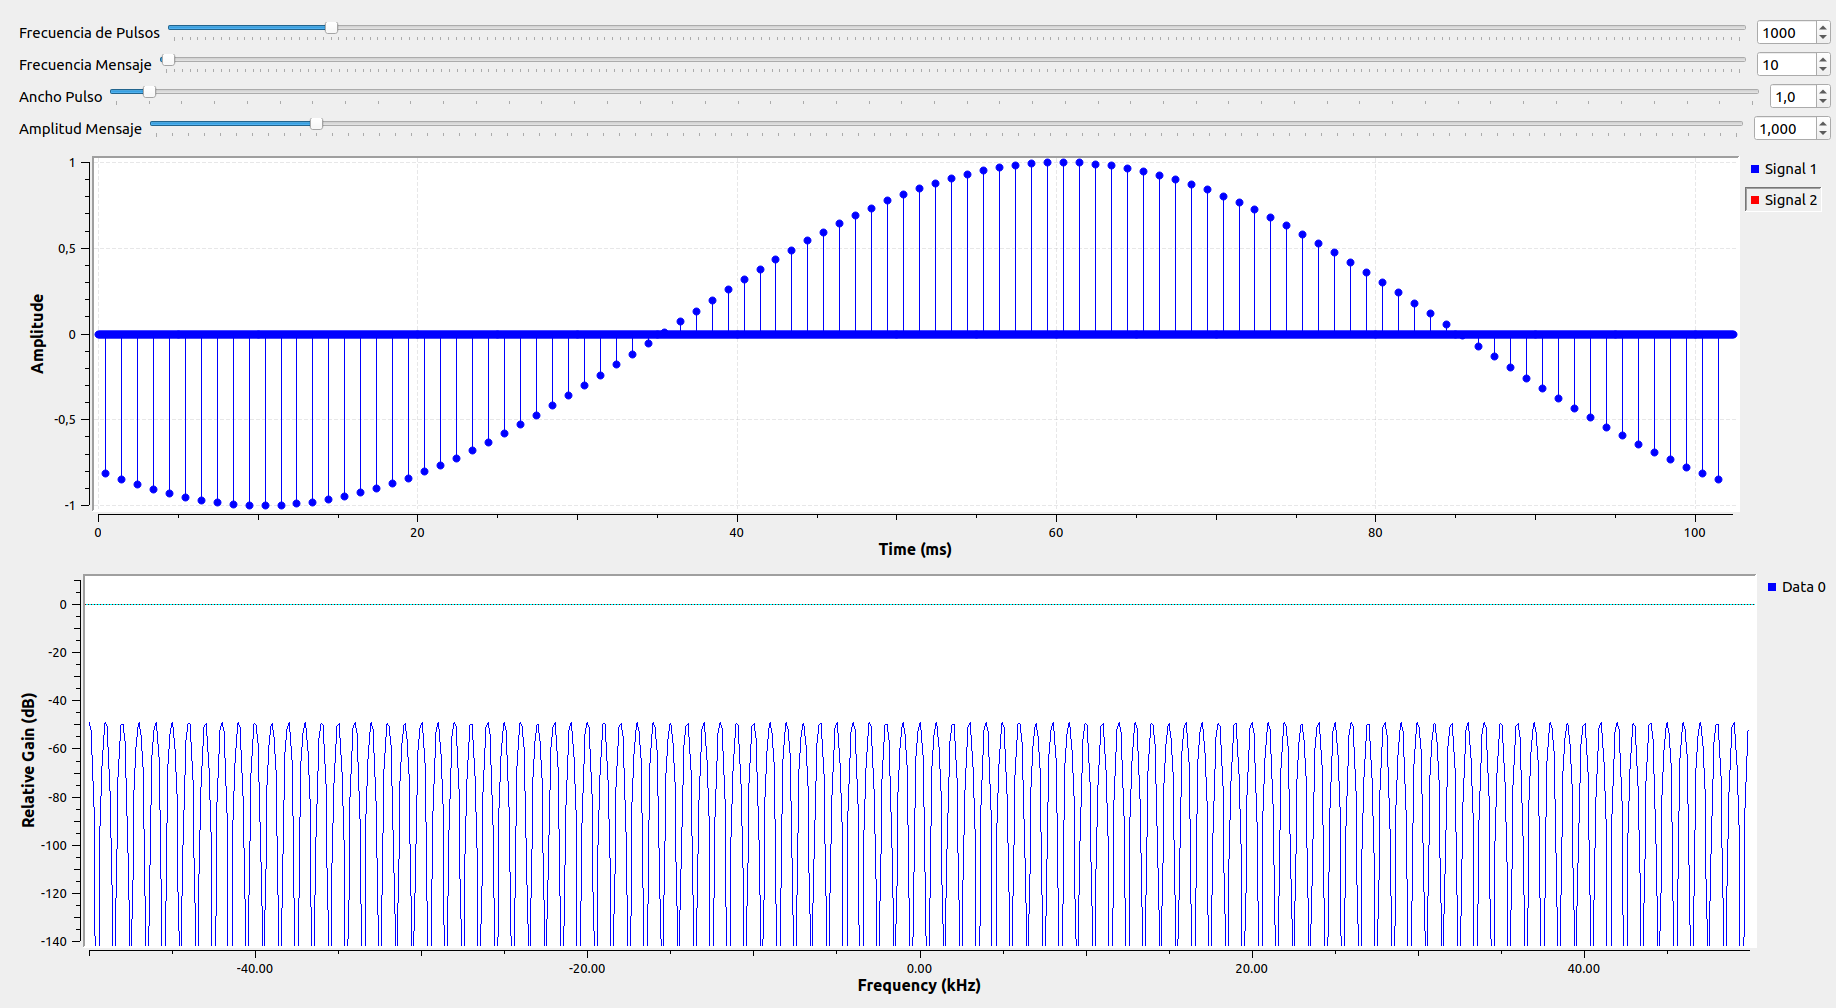 Frecuencia de Pulsos 1000
Frecuencia Mensaje 10
Ancho Pulso 1,0
Amplitud Mensaje 1,000
1
0,5
0
-0,5
-1
Amplitude
0 20 40 60 80 100
Time (ms)
Signal 1
Signal 2
0
-20
-40
-60
-80
-100
-120
-140
Relative Gain (dB)
-40.00 -20.00 0.00 20.00 40.00
Frequency (kHz)
Data 0